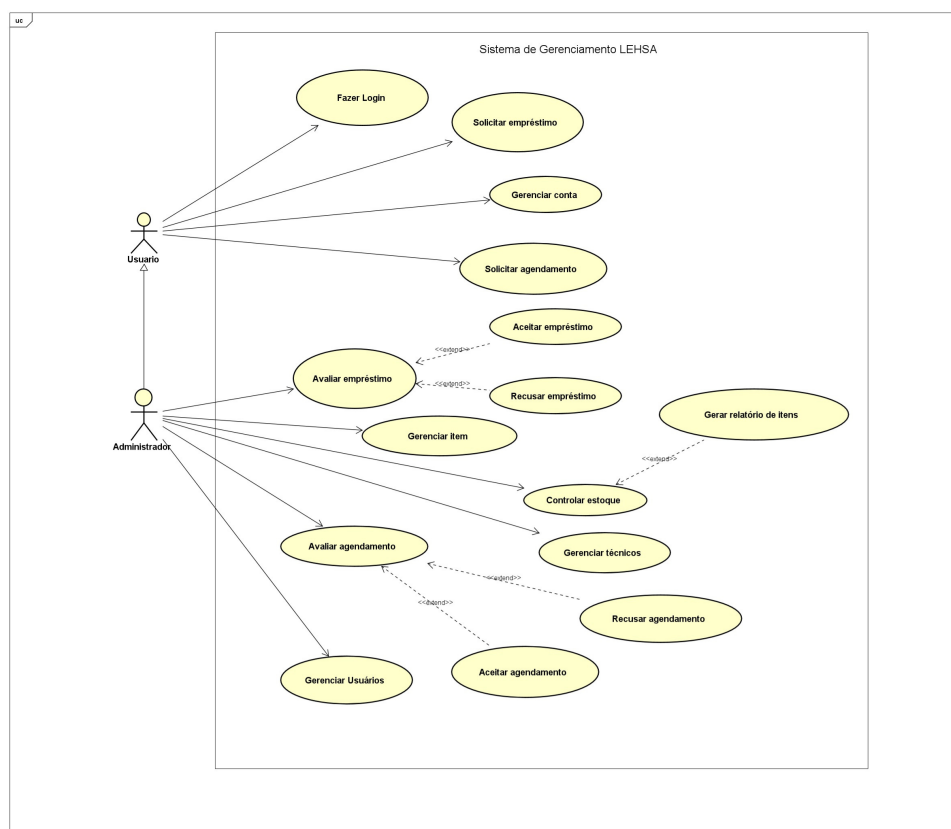 uc
Sistema de Gerenciamento LEHSA
Fazer Login
Solicitar empréstimo
Gerenciar conta
Usuario
Solicitar agendamento
Aceitar empréstimo
<<extend>>
Avaliar empréstimo
<<extend>>
Recusar empréstimo
Gerar relatório de itens
Administrador
Gerenciar item
<<extend>>
Controlar estoque
Avaliar agendamento
Gerenciar técnicos
<<extend>>
<<extend>>
Recusar agendamento
Gerenciar Usuários
Aceitar agendamento